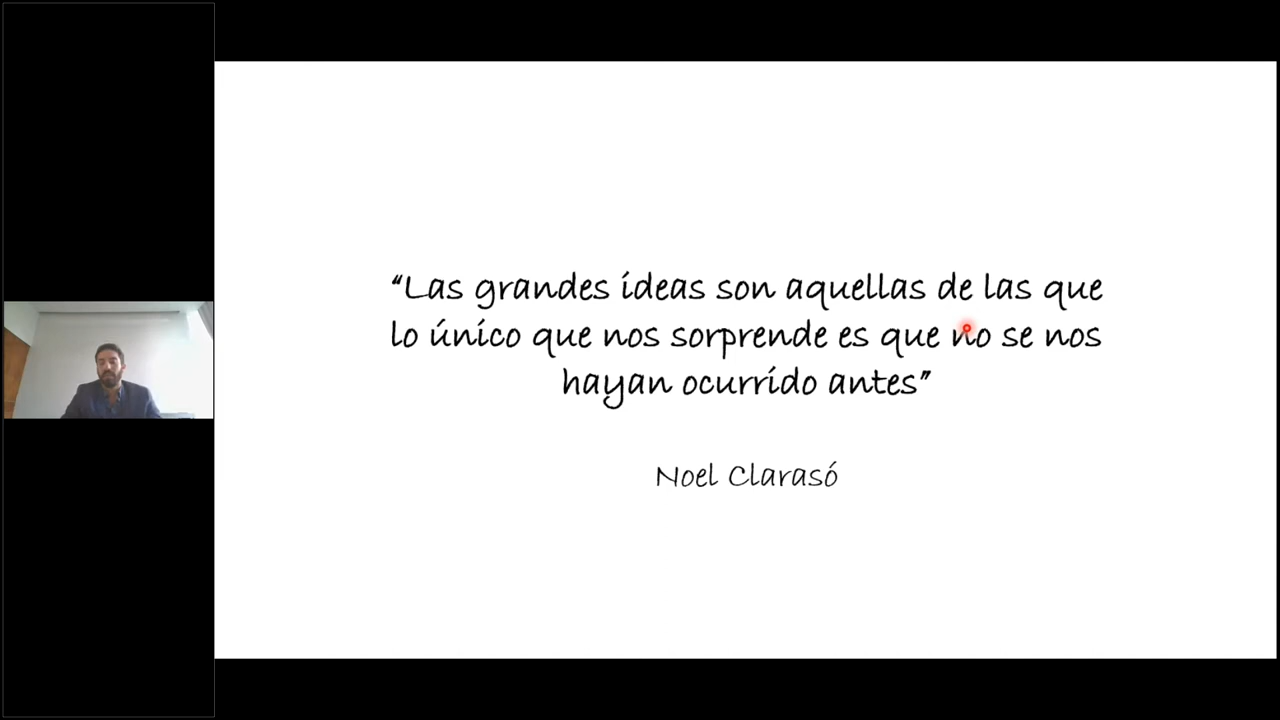 “Las grandes ideas son aquellas de las que
lo único que nos sorprende es que no se nos
hayan ocurrido antes”
Noel Clarasó